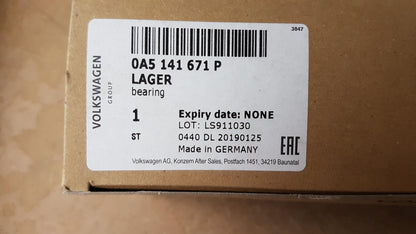 3847
VOLKSWAGEN
GROUP
0A5 141 671 P
LAGER
bearing
1
Expiry date: NONE
LOT: LS911030
ST
0440 DL 20190125
Made in GERMANY
EAC
Volkswagen AG, Konzern After Sales, Postfach 1451, 34219 Baunatal